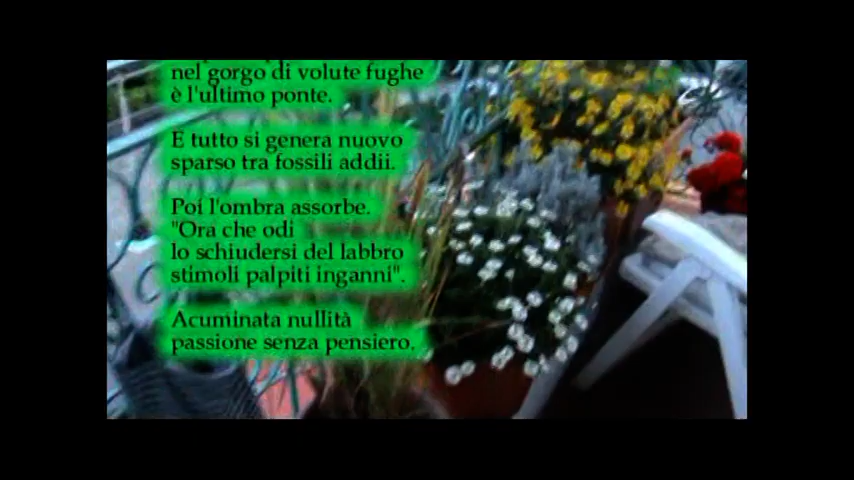 nel gorgo di volute fughe
è l'ultimo ponte.
E tutto si genera nuovo
sparso tra fossili addii.
Poi l'ombra assorbe.
"Ora che odi
lo schiudersi del labbro
stimoli palpiti inganni".
Acuminata nullità
passione senza pensiero.